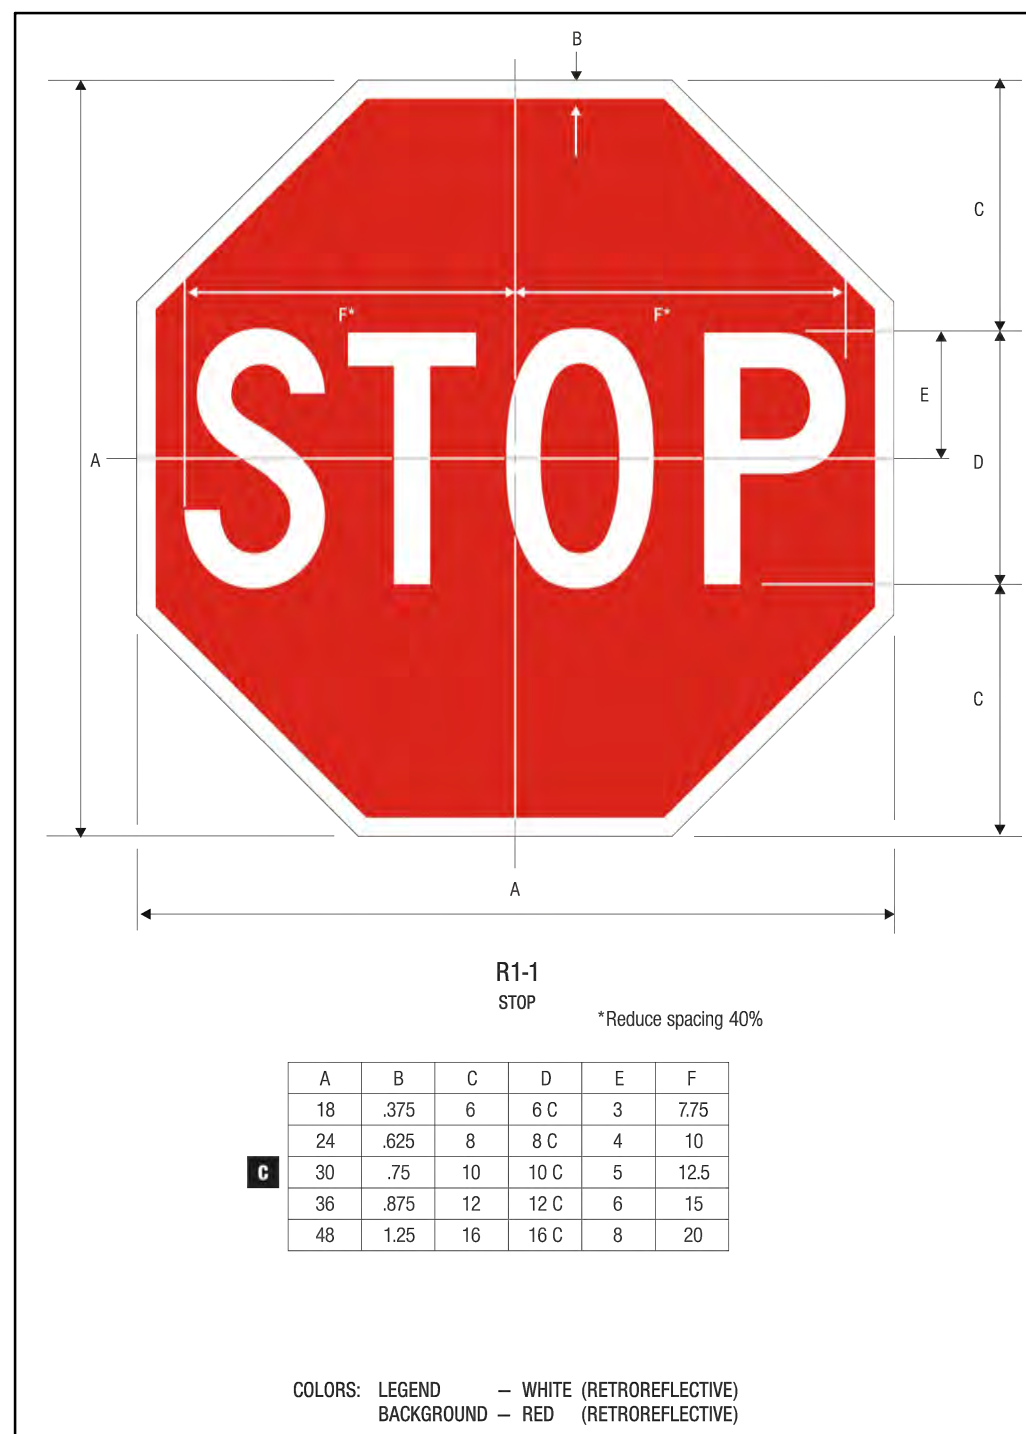 B
C
F* F*
STOP
E
A
D
C
A
R1-1
STOP
*Reduce spacing 40%
A B C D E F
18 .375 6 6 C 3 7.75
24 .625 8 8 C 4 10
C 30 .75 10 10 C 5 12.5
36 .875 12 12 C 6 15
48 1.25 16 16 C 8 20
COLORS: LEGEND – WHITE (RETROREFLECTIVE)
BACKGROUND – RED (RETROREFLECTIVE)